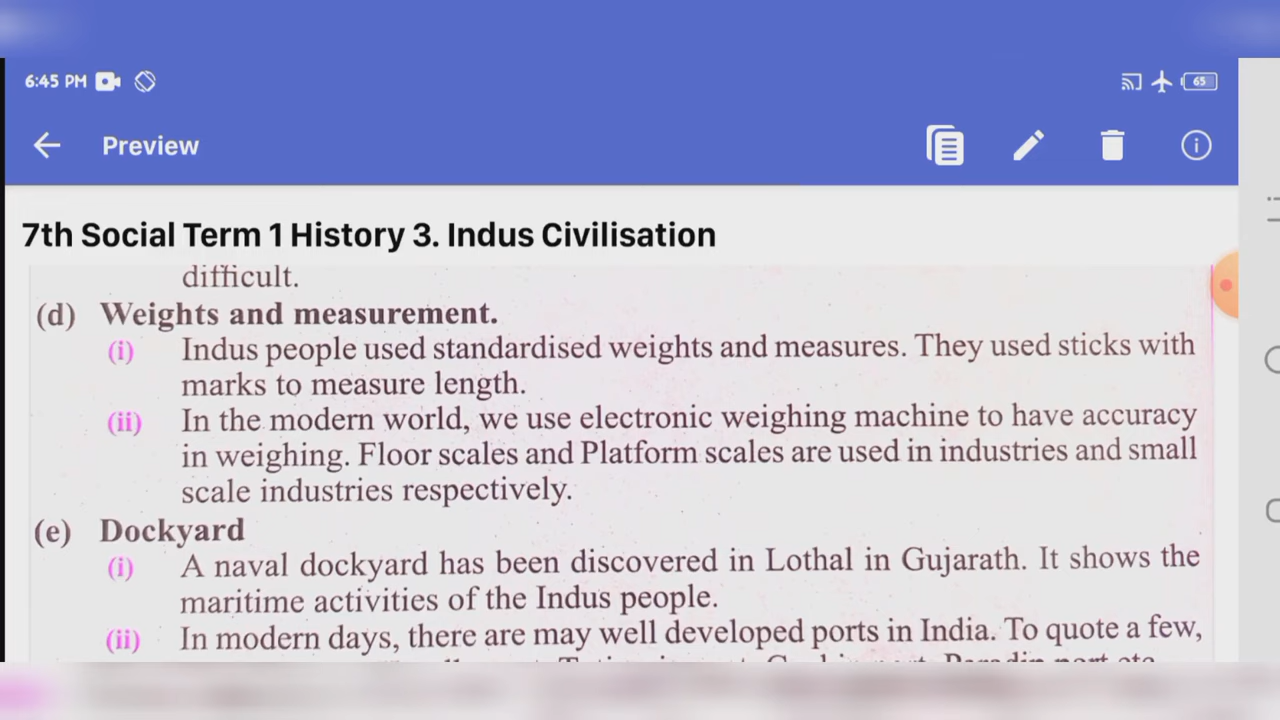 6:45 PM
65
Preview
7th Social Term 1 History 3. Indus Civilisation
difficult.
(d) Weights and measurement.
(i) Indus people used standardised weights and measures. They used sticks with
marks to measure length.
(ii) In the modern world, we use electronic weighing machine to have accuracy
in weighing. Floor scales and Platform scales are used in industries and small
scale industries respectively.
(e) Dockyard
(i) A naval dockyard has been discovered in Lothal in Gujarath. It shows the
maritime activities of the Indus people.
(ii) In modern days, there are may well developed ports in India. To quote a few,